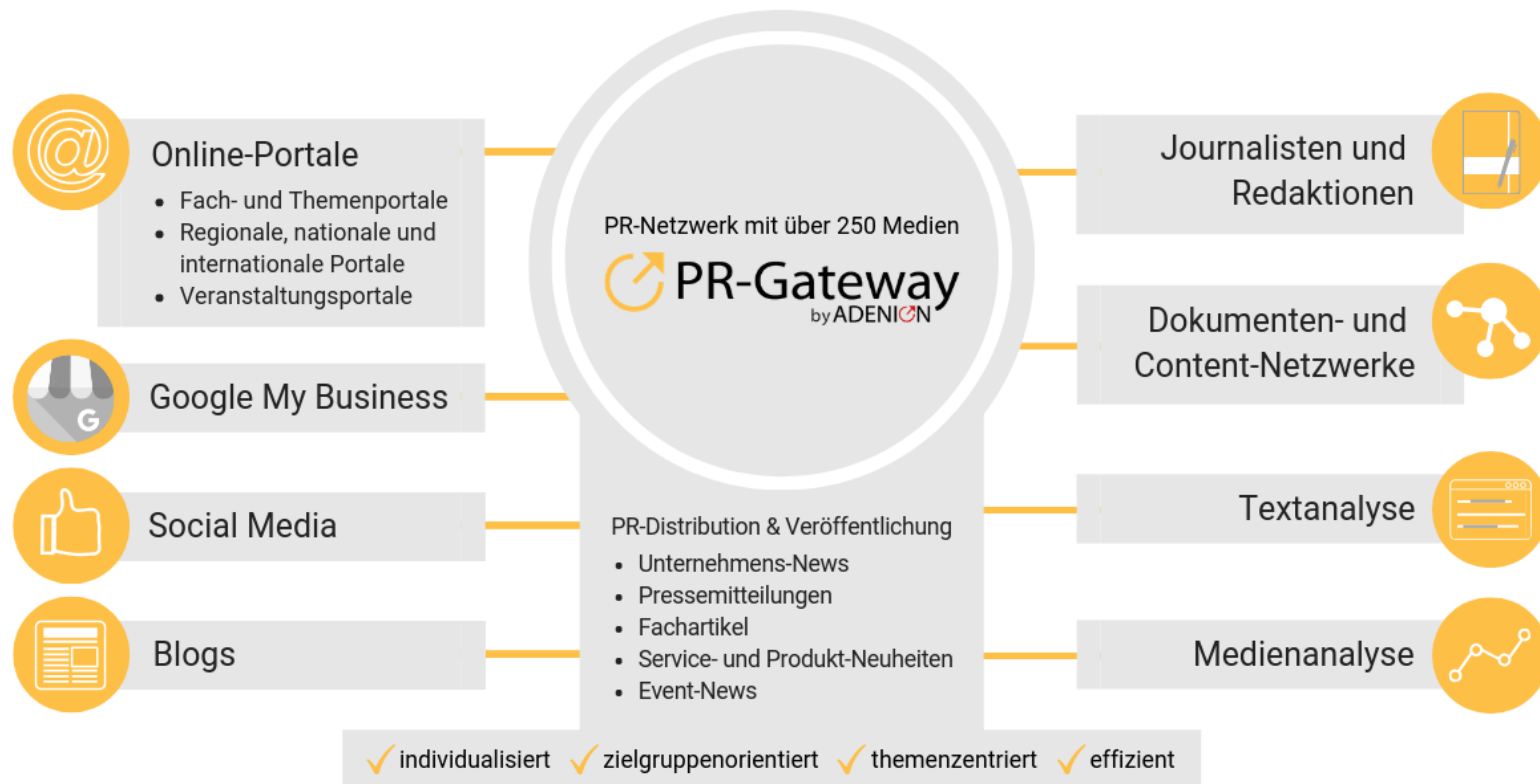 Online-Portale
• Fach- und Themenportale
• Regionale, nationale und
internationale Portale
• Veranstaltungsportale
Google My Business
G
Social Media
Blogs
PR-Netzwerk mit über 250 Medien
PR-Gateway
by ADENION
PR-Distribution & Veröffentlichung
• Unternehmens-News
• Pressemitteilungen
• Fachartikel
• Service- und Produkt-Neuheiten
• Event-News
Journalisten und
Redaktionen
Dokumenten- und
Content-Netzwerke
Textanalyse
Medienanalyse
✓ individualisiert ✓ zielgruppenorientiert ✓ themenzentriert ✓ effizient